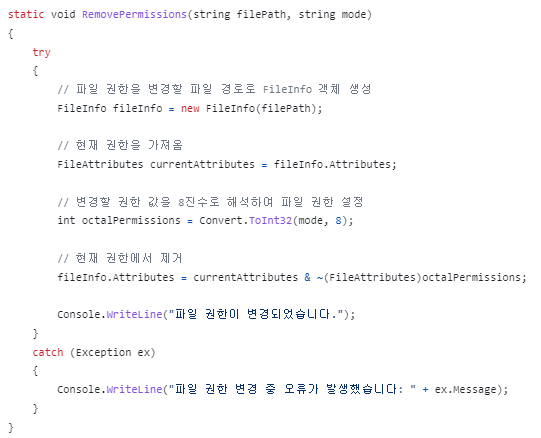 static void RemovePermissions(string filePath, string mode)
{
    try
    {
        // 파일 권한을 변경할 파일 경로로 FileInfo 객체 생성
        FileInfo fileInfo = new FileInfo(filePath);

        // 현재 권한을 가져옴
        FileAttributes currentAttributes = fileInfo.Attributes;

        // 변경할 권한 값을 8진수로 해석하여 파일 권한 설정
        int octalPermissions = Convert.ToInt32(mode, 8);

        // 현재 권한에서 제거
        fileInfo.Attributes = currentAttributes & ~(FileAttributes)octalPermissions;

        Console.WriteLine("파일 권한이 변경되었습니다.");
    }
    catch (Exception ex)
    {
        Console.WriteLine("파일 권한 변경 중 오류가 발생했습니다: " + ex.Message);
    }
}